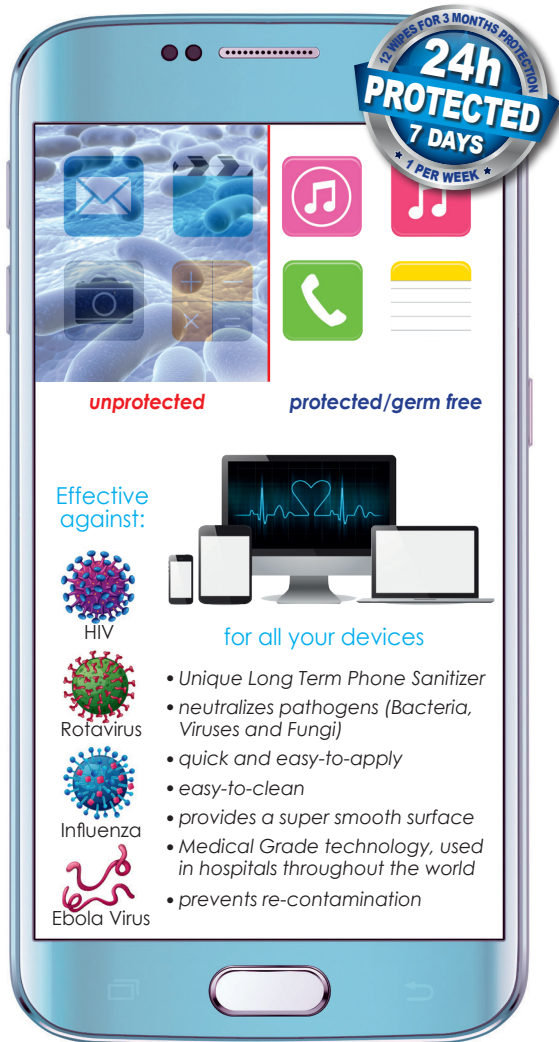 12 WIPES FOR 3 MONTHS PROTECTION
24h
PROTECTED
7 DAYS
1 PER WEEK
unprotected
protected/germ free
Effective
against:
HIV
Rotavirus
Influenza
Ebola Virus
for all your devices
• Unique Long Term Phone Sanitizer
• neutralizes pathogens (Bacteria,
Viruses and Fungi)
• quick and easy-to-apply
• easy-to-clean
• provides a super smooth surface
• Medical Grade technology, used
in hospitals throughout the world
• prevents re-contamination